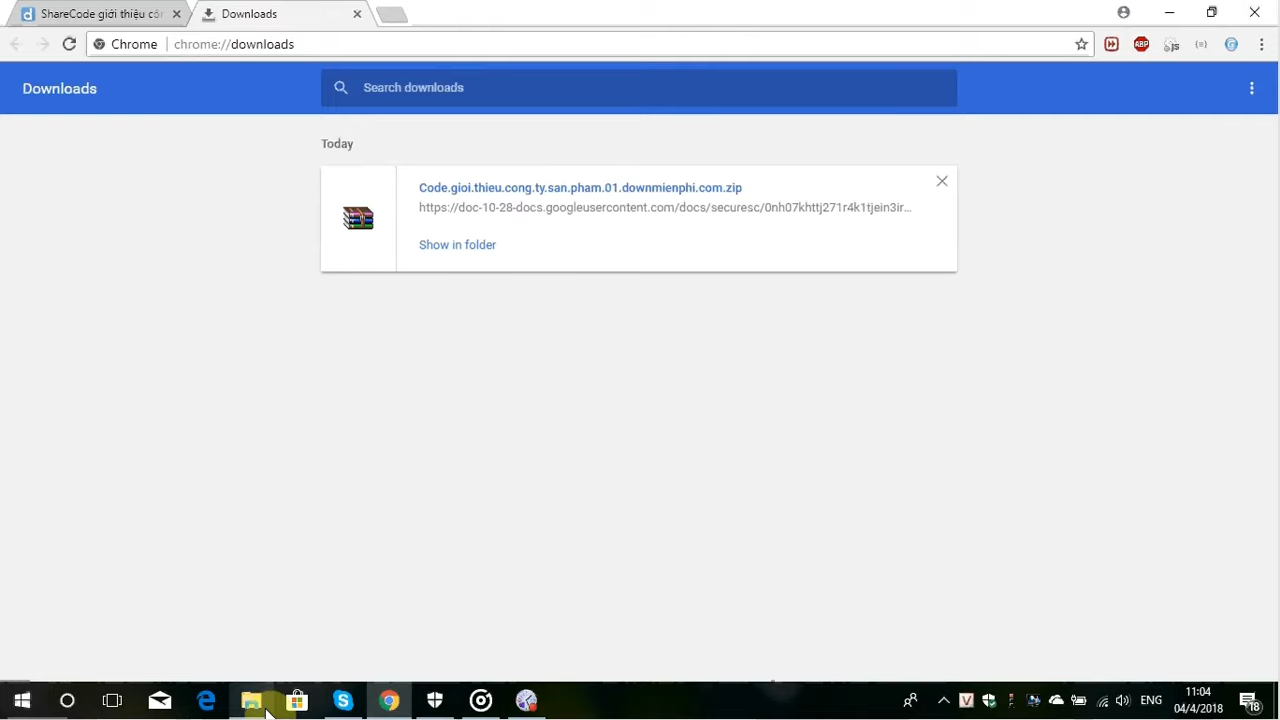 ShareCode giới thiệu côn
Downloads
Chrome
chrome://downloads
ABP
js
Downloads
Search downloads
Today
Code.gioi.thieu.cong.ty.san.pham.01.downmienphi.com.zip
https://doc-10-28-docs.googleusercontent.com/docs/securesc/0nh07khttj271r4k1tjein3ir...
Show in folder
V
ENG
11:04
04/4/2018
18